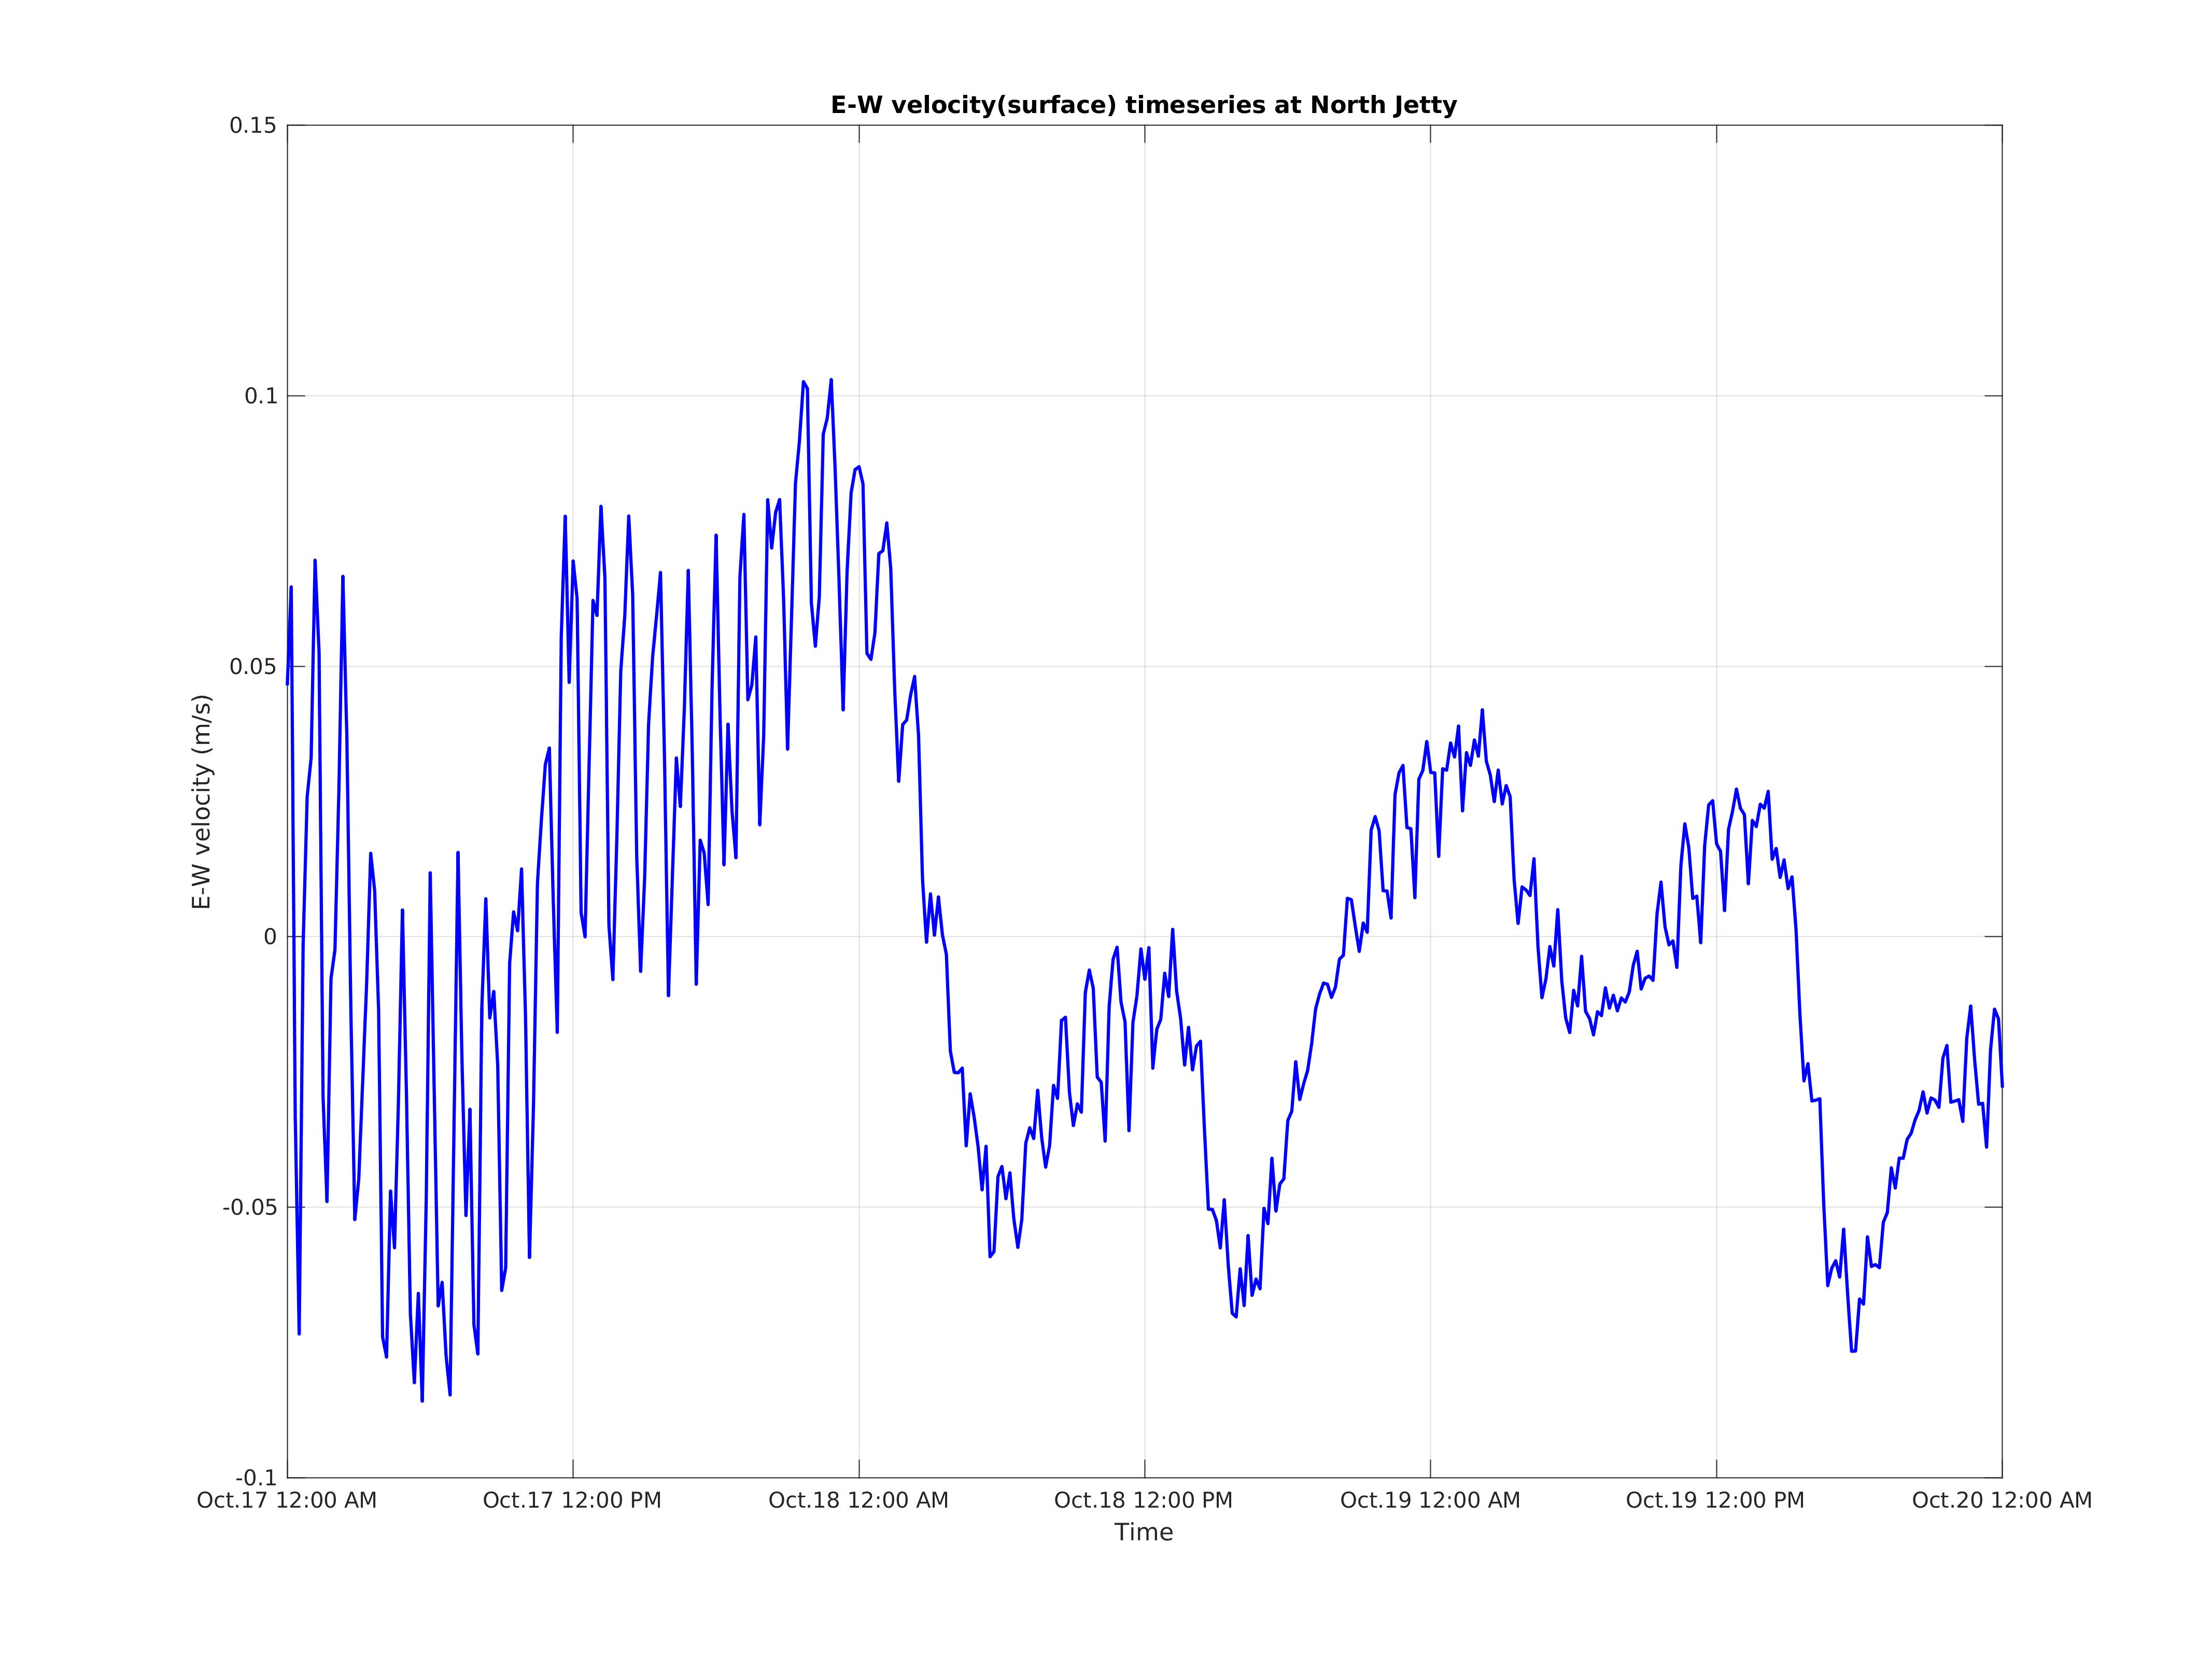 E-W velocity(surface) timeseries at North Jetty
0.15
0.1
0.05
0
-0.05
-0.1
E-W velocity (m/s)
Oct.17 12:00 AM
Oct.17 12:00 PM
Oct.18 12:00 AM
Oct.18 12:00 PM
Oct.19 12:00 AM
Oct.19 12:00 PM
Oct.20 12:00 AM
Time